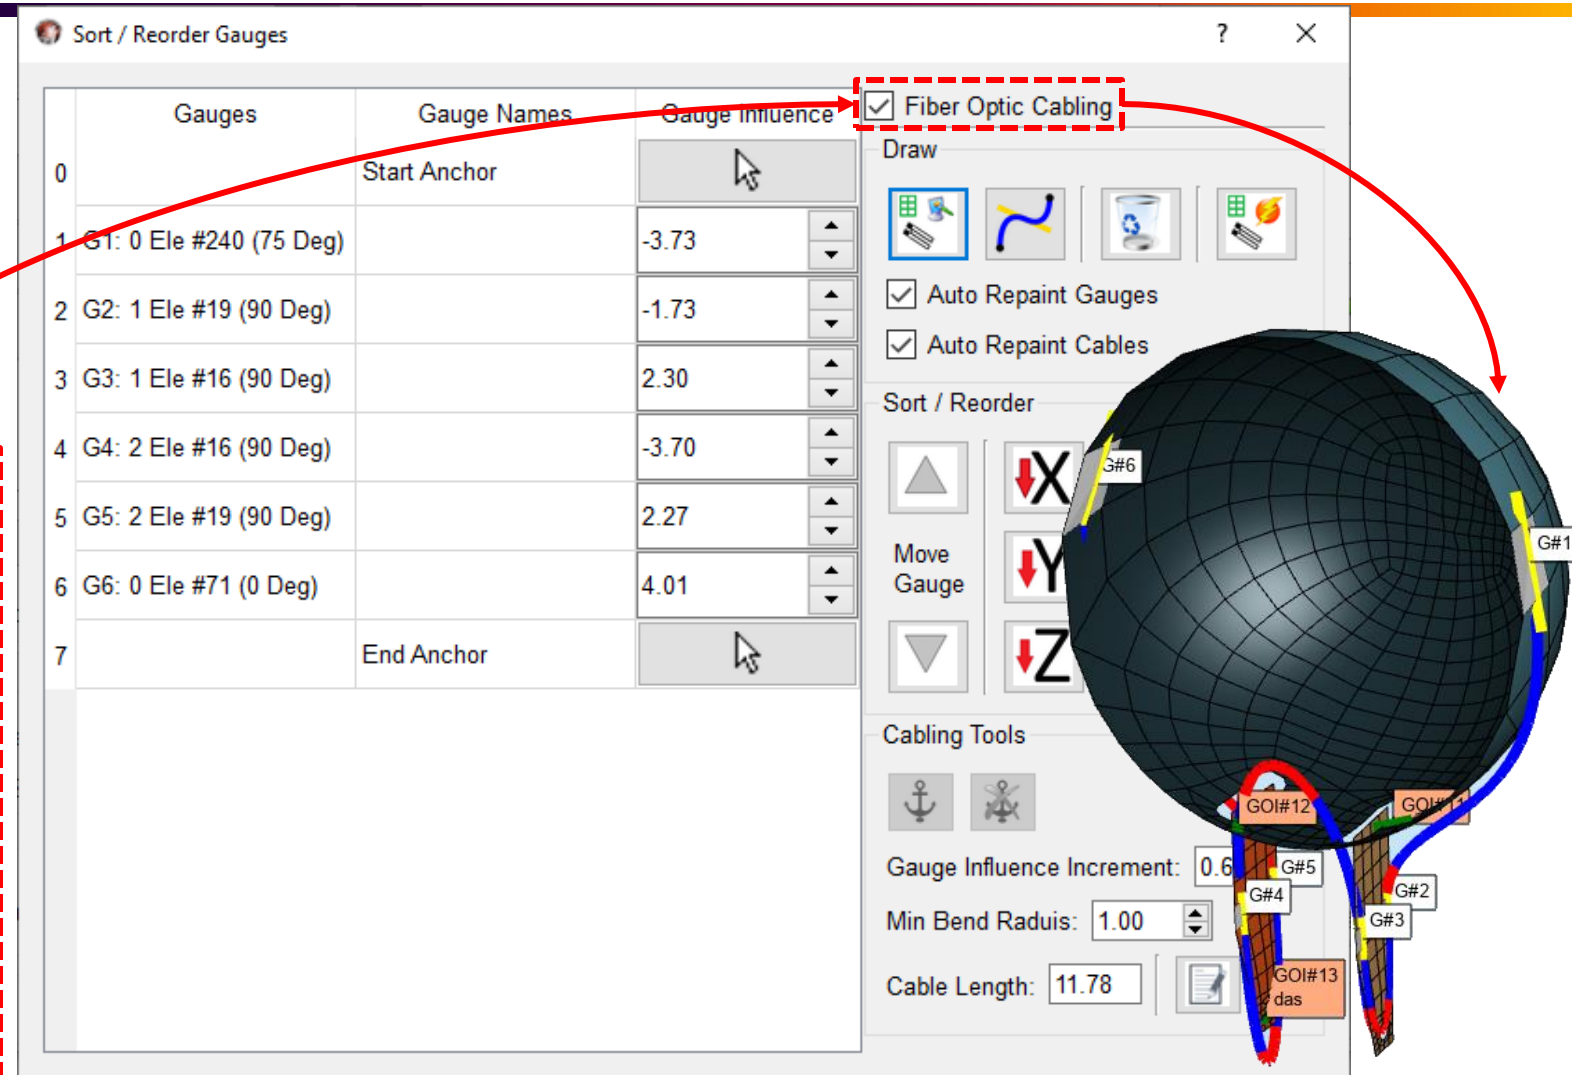 Sort / Reorder Gauges
?
Gauges Gauge Names Gauge Influence
0 Start Anchor
1 G1: 0 Ele #240 (75 Deg) -3.73
2 G2: 1 Ele #19 (90 Deg) -1.73
3 G3: 1 Ele #16 (90 Deg) 2.30
4 G4: 2 Ele #16 (90 Deg) -3.70
5 G5: 2 Ele #19 (90 Deg) 2.27
6 G6: 0 Ele #71 (0 Deg) 4.01
7 End Anchor
Fiber Optic Cabling
Draw
Auto Repaint Gauges
Auto Repaint Cables
Sort / Reorder
X
Move
Gauge
Y
Z
Cabling Tools
Gauge Influence Increment: 0.6
Min Bend Raduis: 1.00
Cable Length: 11.78
G#6
G#1
GOI#12
GOI#11
G#5
G#4
G#2
G#3
GOI#13
das